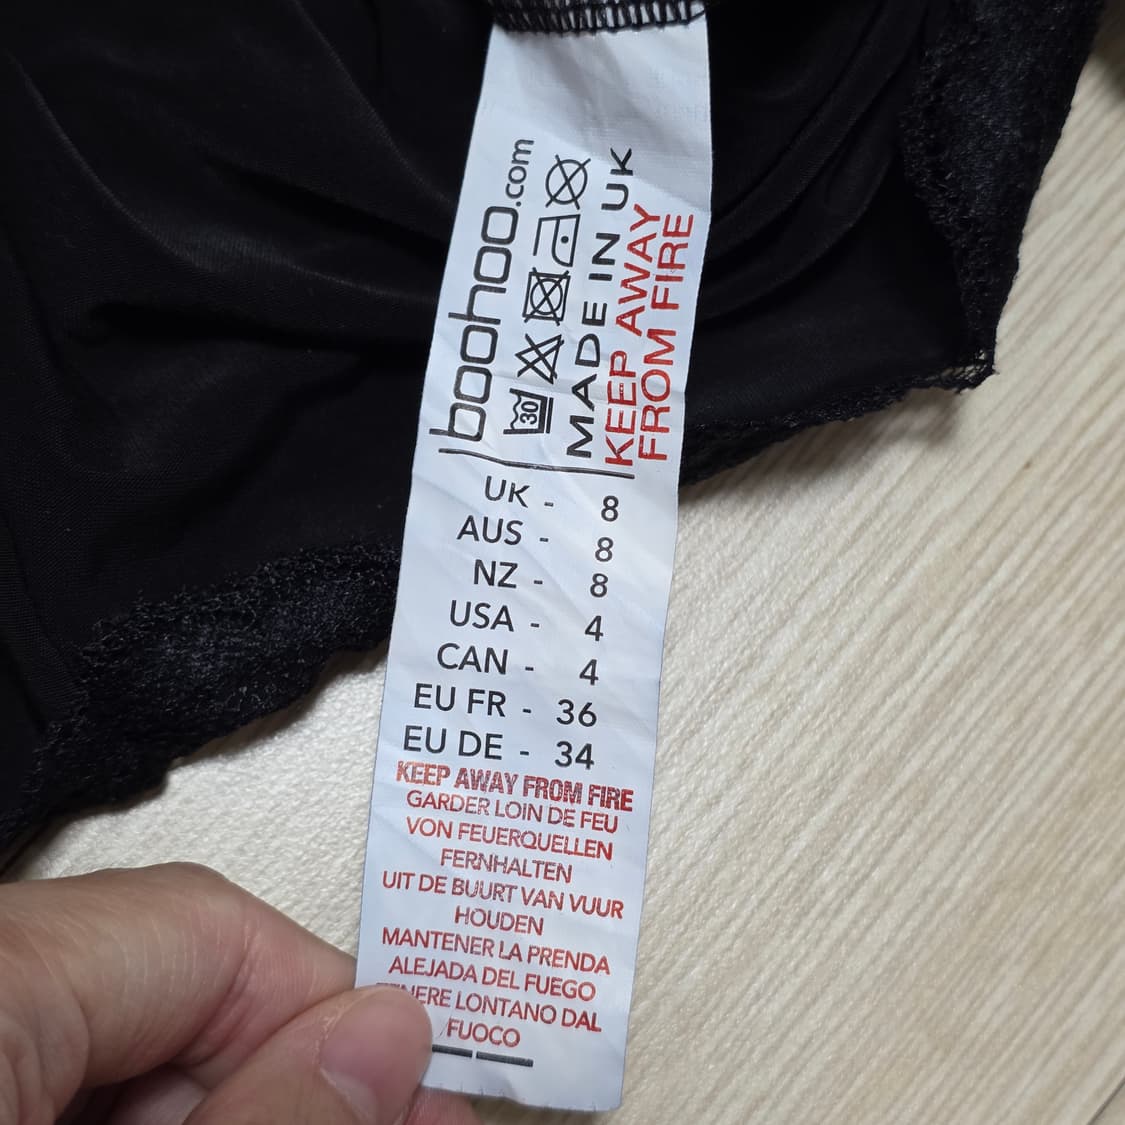 boohoo.com
30
MADE IN UK
KEEP AWAY
FROM FIRE
UK - 8
AUS - 8
NZ - 8
USA - 4
CAN - 4
EU FR - 36
EU DE - 34
KEEP AWAY FROM FIRE
GARDER LOIN DE FEU
VON FEUERQUELLEN
FERNHALTEN
UIT DE BUURT VAN VUUR
HOUDEN
MANTENER LA PRENDA
ALEJADA DEL FUEGO
TENERE LONTANO DAL
FUOCO